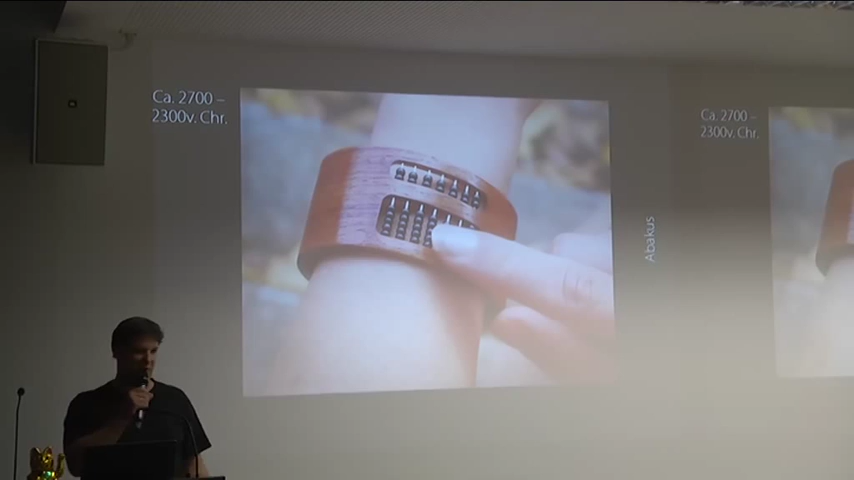 Ca. 2700 –
2300v. Chr.
Abakus
Ca. 2700 –
2300v. Chr.